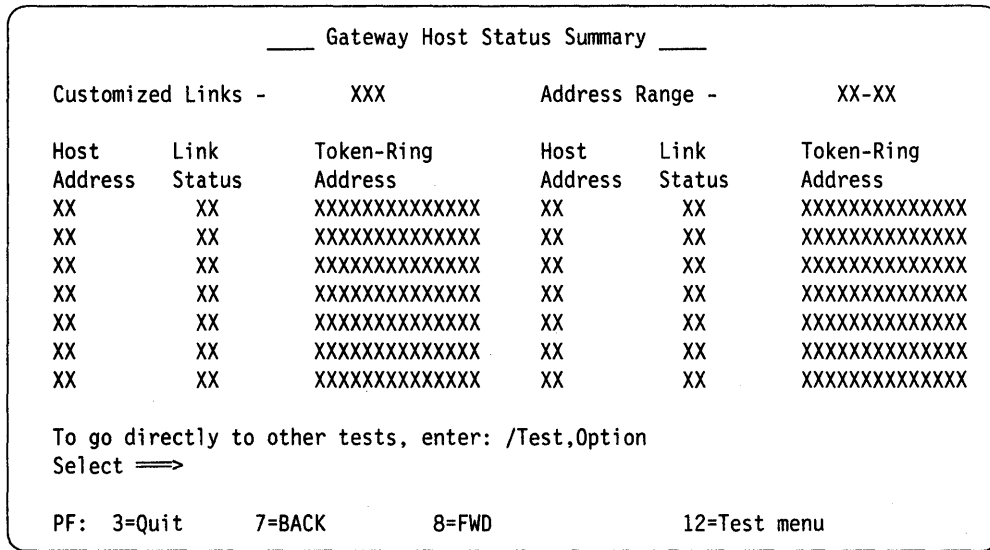 ____ Gateway Host Status Summary ____
Customized Links - XXX Address Range - XX-XX
Host Link Token-Ring Host Link Token-Ring
Address Status Address Address Status Address
XX XX XXXXXXXXXXXXXX XX XX XXXXXXXXXXXXXX
XX XX XXXXXXXXXXXXXX XX XX XXXXXXXXXXXXXX
XX XX XXXXXXXXXXXXXX XX XX XXXXXXXXXXXXXX
XX XX XXXXXXXXXXXXXX XX XX XXXXXXXXXXXXXX
XX XX XXXXXXXXXXXXXX XX XX XXXXXXXXXXXXXX
XX XX XXXXXXXXXXXXXX XX XX XXXXXXXXXXXXXX
XX XX XXXXXXXXXXXXXX XX XX XXXXXXXXXXXXXX
To go directly to other tests, enter: /Test,Option
Select ==>
PF: 3=Quit 7=BACK 8=FWD 12=Test menu